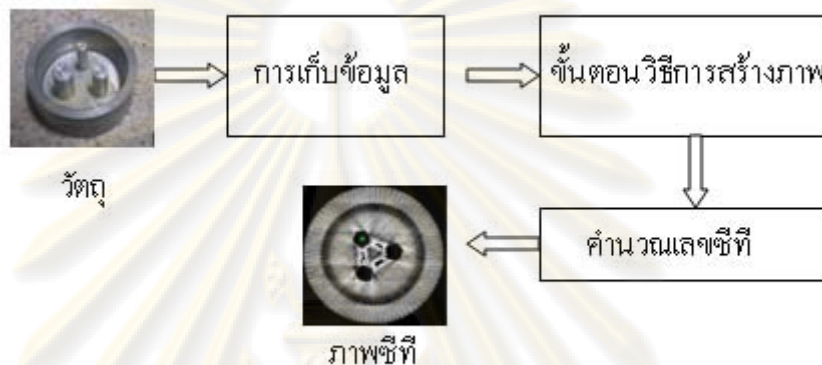 การเก็บข้อมูล
ขั้นตอนวิธีการสร้างภาพ
วัตถุ
คำนวณเลขซีที
ภาพซีที